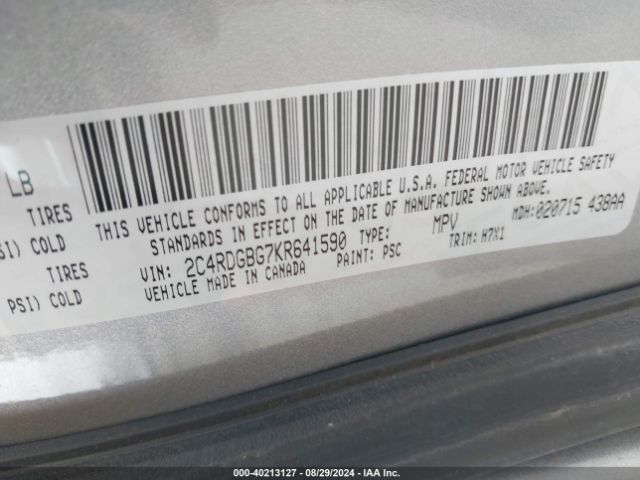 LB
TIRES
SI) COLD
TIRES
PSI) COLD
THIS VEHICLE CONFORMS TO ALL APPLICABLE U.S.A. FEDERAL MOTOR VEHICLE SAFETY
STANDARDS IN EFFECT ON THE DATE OF MANUFACTURE SHOWN ABOVE.
VIN: 2C4RDGBG7KR641590 TYPE: MPV MDH:020715 438AA
VEHICLE MADE IN CANADA PAINT: PSC TRIM: H7X1
000-40213127 - 08/29/2024 - IAA Inc.